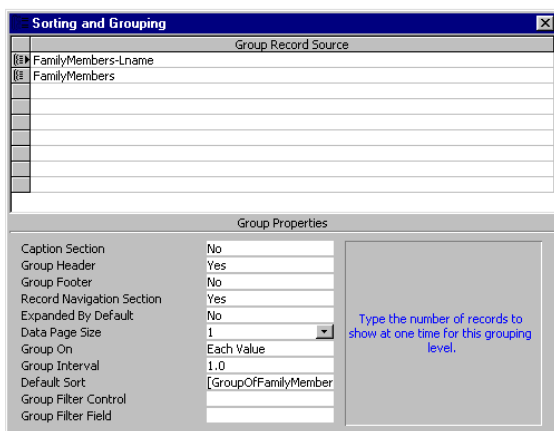 Sorting and Grouping
Group Record Source
FamilyMembers-Lname
FamilyMembers
Group Properties
Caption Section No
Group Header Yes
Group Footer No
Record Navigation Section Yes
Expanded By Default No
Data Page Size 1
Group On Each Value
Group Interval 1.0
Default Sort [GroupOfFamilyMember
Group Filter Control
Group Filter Field
Type the number of records to
show at one time for this grouping
level.